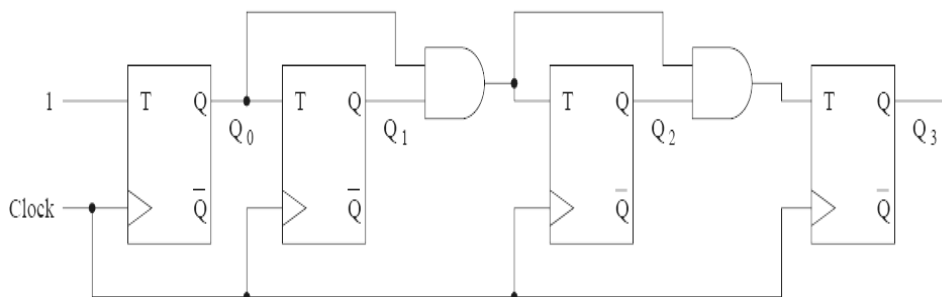 1 T Q T Q T Q T Q
Q0 Q1 Q2 Q3
Clock Q̅ Q̅ Q̅ Q̅